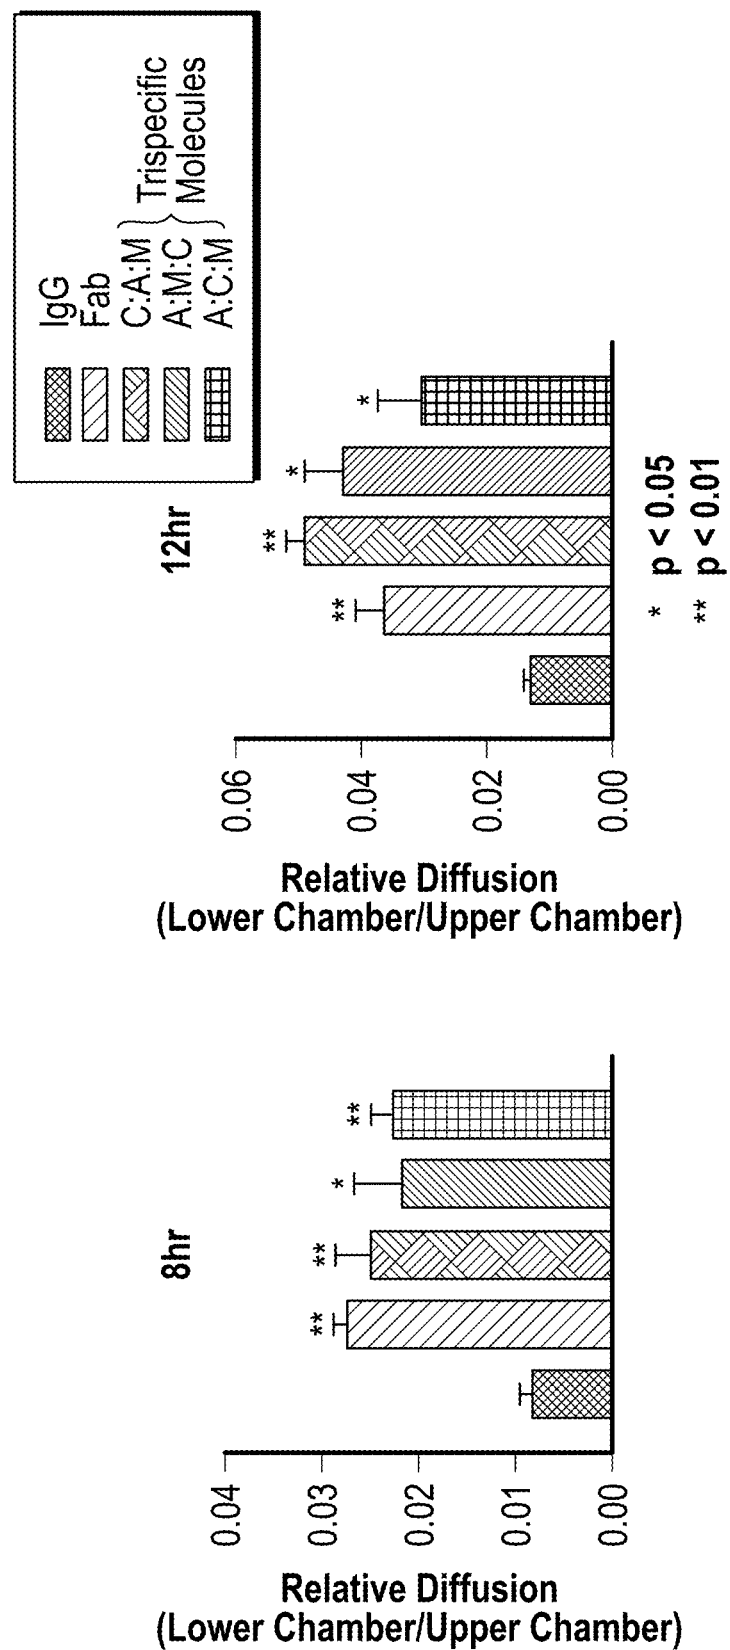 8hr
Relative Diffusion
(Lower Chamber/Upper Chamber)
0.04
0.03
0.02
0.01
0.00
**
**
*
**
12hr
Relative Diffusion
(Lower Chamber/Upper Chamber)
0.06
0.04
0.02
0.00
**
**
*
*
* p < 0.05
** p < 0.01
IgG
Fab
C:A:M
A:M:C
A:C:M
Trispecific
Molecules